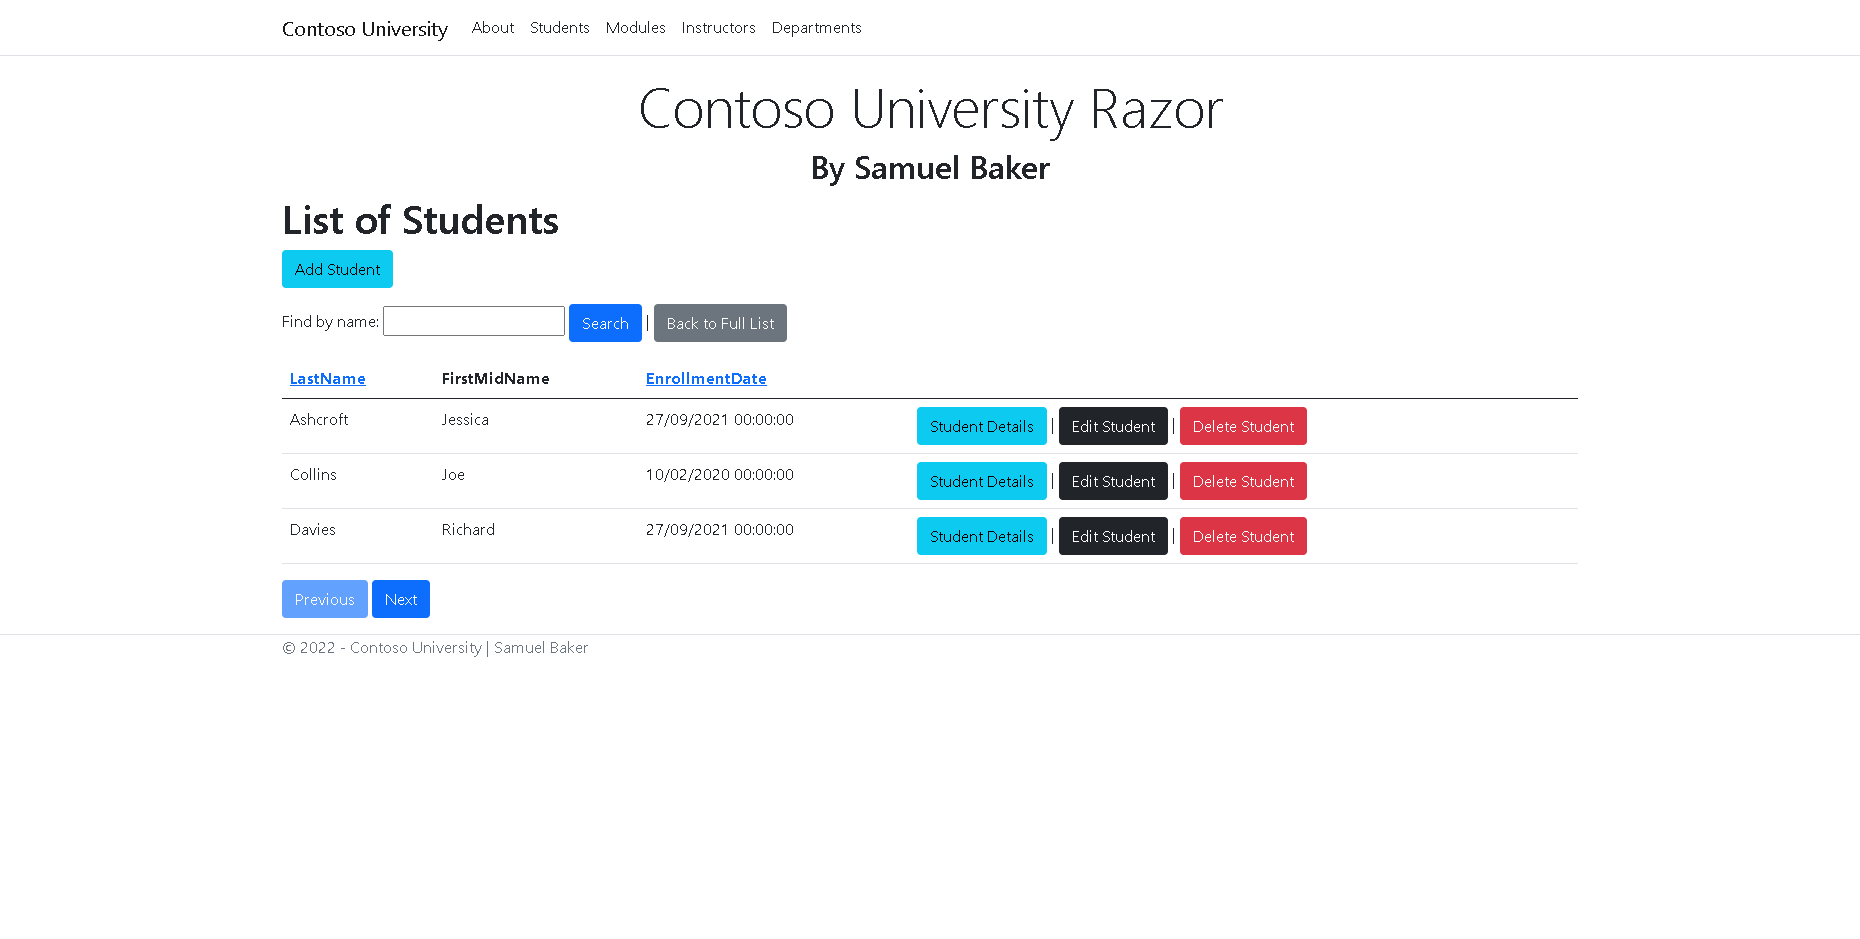 Contoso University About Students Modules Instructors Departments
Contoso University Razor
By Samuel Baker
List of Students
Add Student
Find by name: Search | Back to Full List
LastName FirstMidName EnrollmentDate
Ashcroft Jessica 27/09/2021 00:00:00 Student Details | Edit Student | Delete Student
Collins Joe 10/02/2020 00:00:00 Student Details | Edit Student | Delete Student
Davies Richard 27/09/2021 00:00:00 Student Details | Edit Student | Delete Student
Previous Next
© 2022 - Contoso University | Samuel Baker